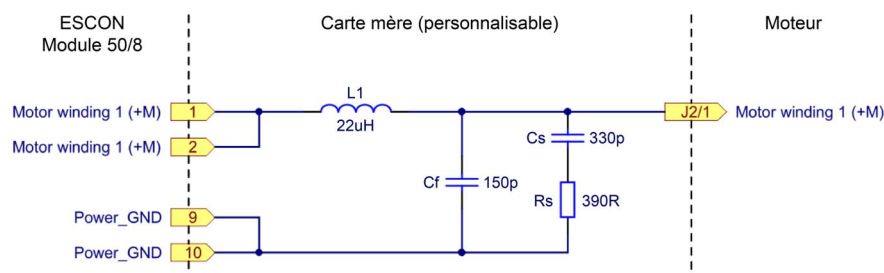 ESCON
Module 50/8
Carte mère (personnalisable)
Moteur
L1
22uH
Motor winding 1 (+M) 1
J2/1 Motor winding 1 (+M)
Motor winding 1 (+M) 2
Cs 330p
Cf 150p
Rs 390R
Power_GND 9
Power_GND 10